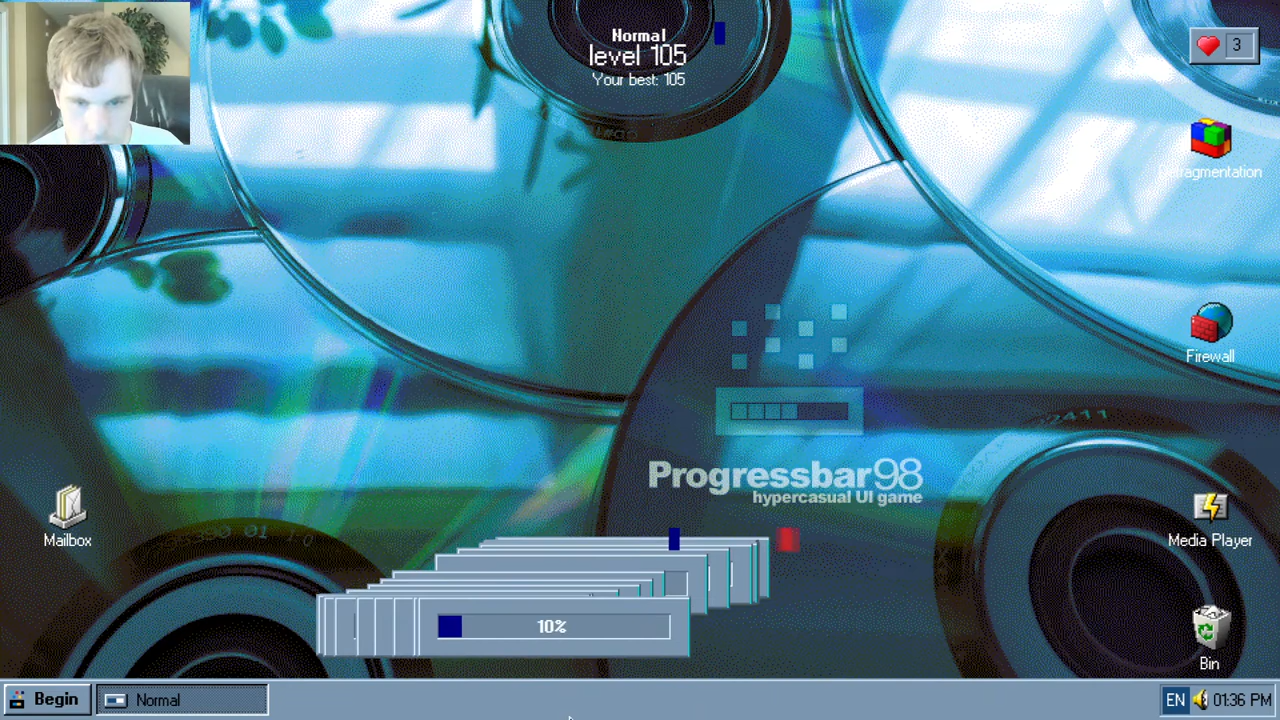 Normal
level 105
Your best: 105
3
Defragmentation
Firewall
2411
Progressbar98
hypercasual UI game
Mailbox
Media Player
10%
Bin
Begin
Normal
EN
01:36 PM